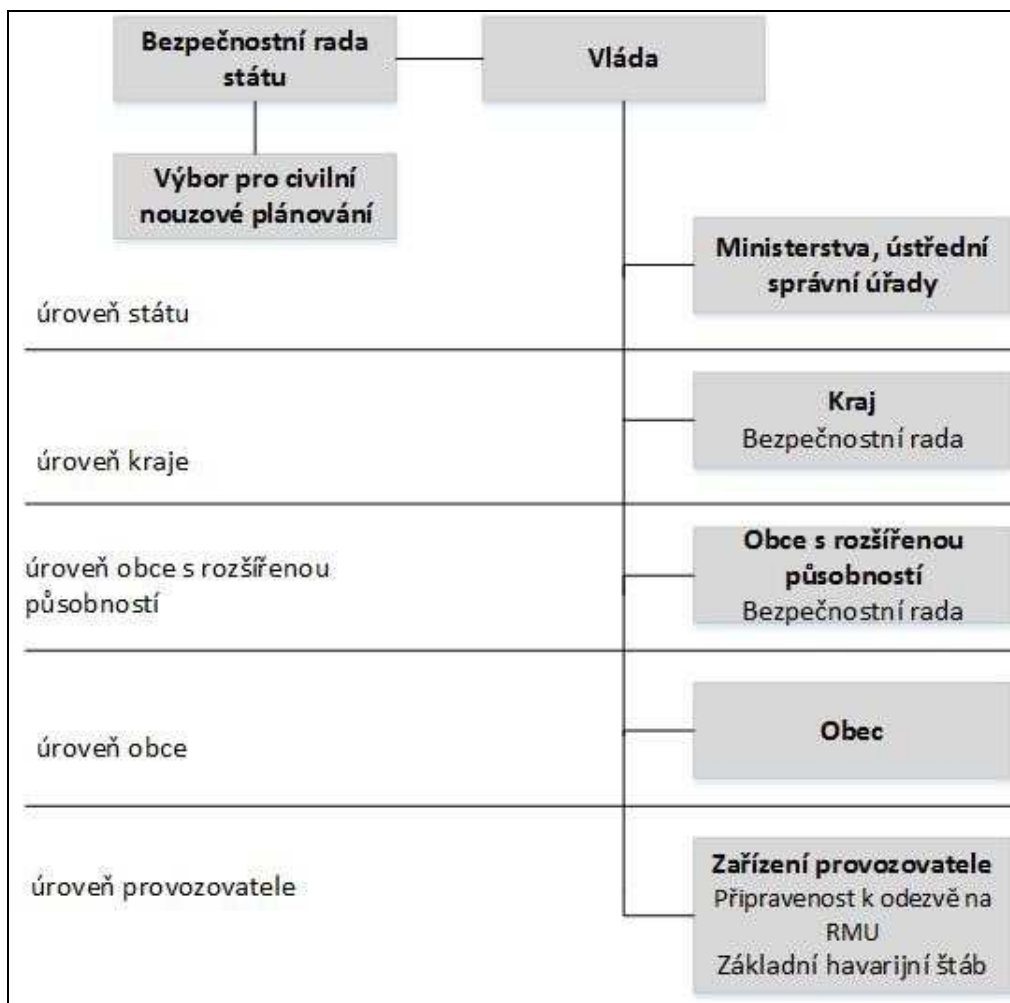 Bezpečnostní rada
státu
Vláda
Výbor pro civilní
nouzové plánování
Ministerstva, ústřední
správní úřady
úroveň státu
Kraj
Bezpečnostní rada
úroveň kraje
Obce s rozšířenou
působností
Bezpečnostní rada
úroveň obce s rozšířenou
působností
Obec
úroveň obce
Zařízení provozovatele
Připravenost k odezvě na
RMU
Základní havarijní štáb
úroveň provozovatele